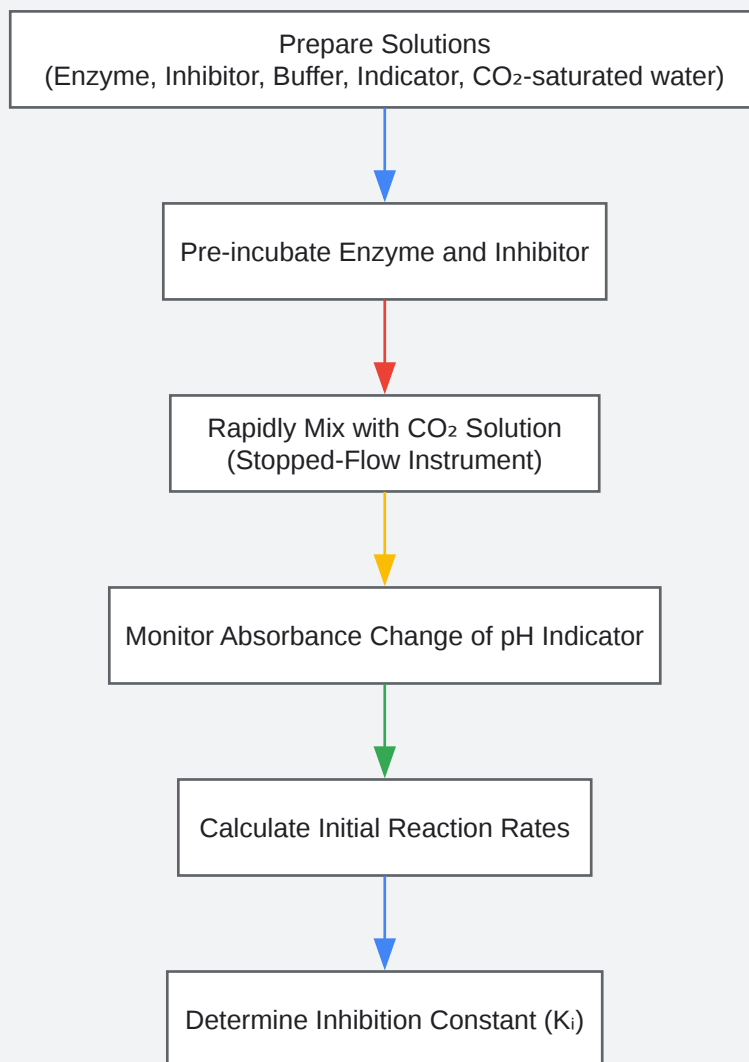 Prepare Solutions
(Enzyme, Inhibitor, Buffer, Indicator, CO₂-saturated water)
Pre-incubate Enzyme and Inhibitor
Rapidly Mix with CO₂ Solution
(Stopped-Flow Instrument)
Monitor Absorbance Change of pH Indicator
Calculate Initial Reaction Rates
Determine Inhibition Constant (Kᵢ)